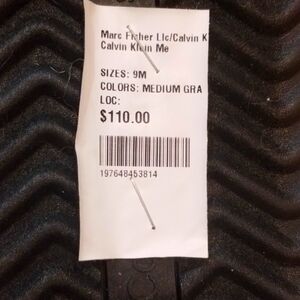 Marc Fisher Llc/Calvin K
Calvin Klein Me
SIZES: 9M
COLORS: MEDIUM GRA
LOC:
$110.00
197648453814